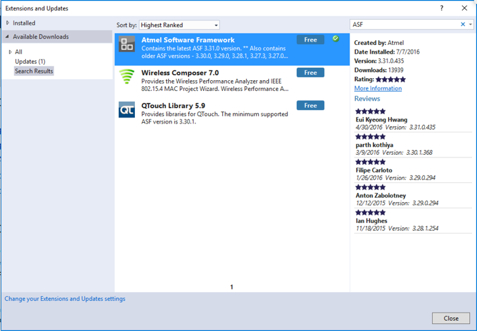 Extensions and Updates
Installed
Available Downloads
All
Updates (1)
Search Results
Sort by: Highest Ranked
Atmel Software Framework
Free
Contains the latest ASF 3.31.0 version. ** Also contains
older ASF versions - 3.30.0, 3.29.0, 3.28.1, 3.27.3, 3.27.0...
Wireless Composer 7.0
Free
Provides the Wireless Performance Analyzer and IEEE
802.15.4 MAC Project Wizard. Wireless Performance A...
QTouch Library 5.9
Free
Provides libraries for QTouch. The minimum supported
ASF version is 3.30.1.
1
ASF
Created by: Atmel
Date Installed: 7/7/2016
Version: 3.31.0.435
Downloads: 13939
Rating:
More Information
Reviews
Eui Kyeong Hwang
4/30/2016 Version: 3.31.0.435
parth kothiya
3/9/2016 Version: 3.30.1.368
Filipe Carloto
1/26/2016 Version: 3.29.0.294
Anton Zabolotney
12/12/2015 Version: 3.29.0.294
Ian Hughes
11/18/2015 Version: 3.28.1.254
Change your Extensions and Updates settings
Close